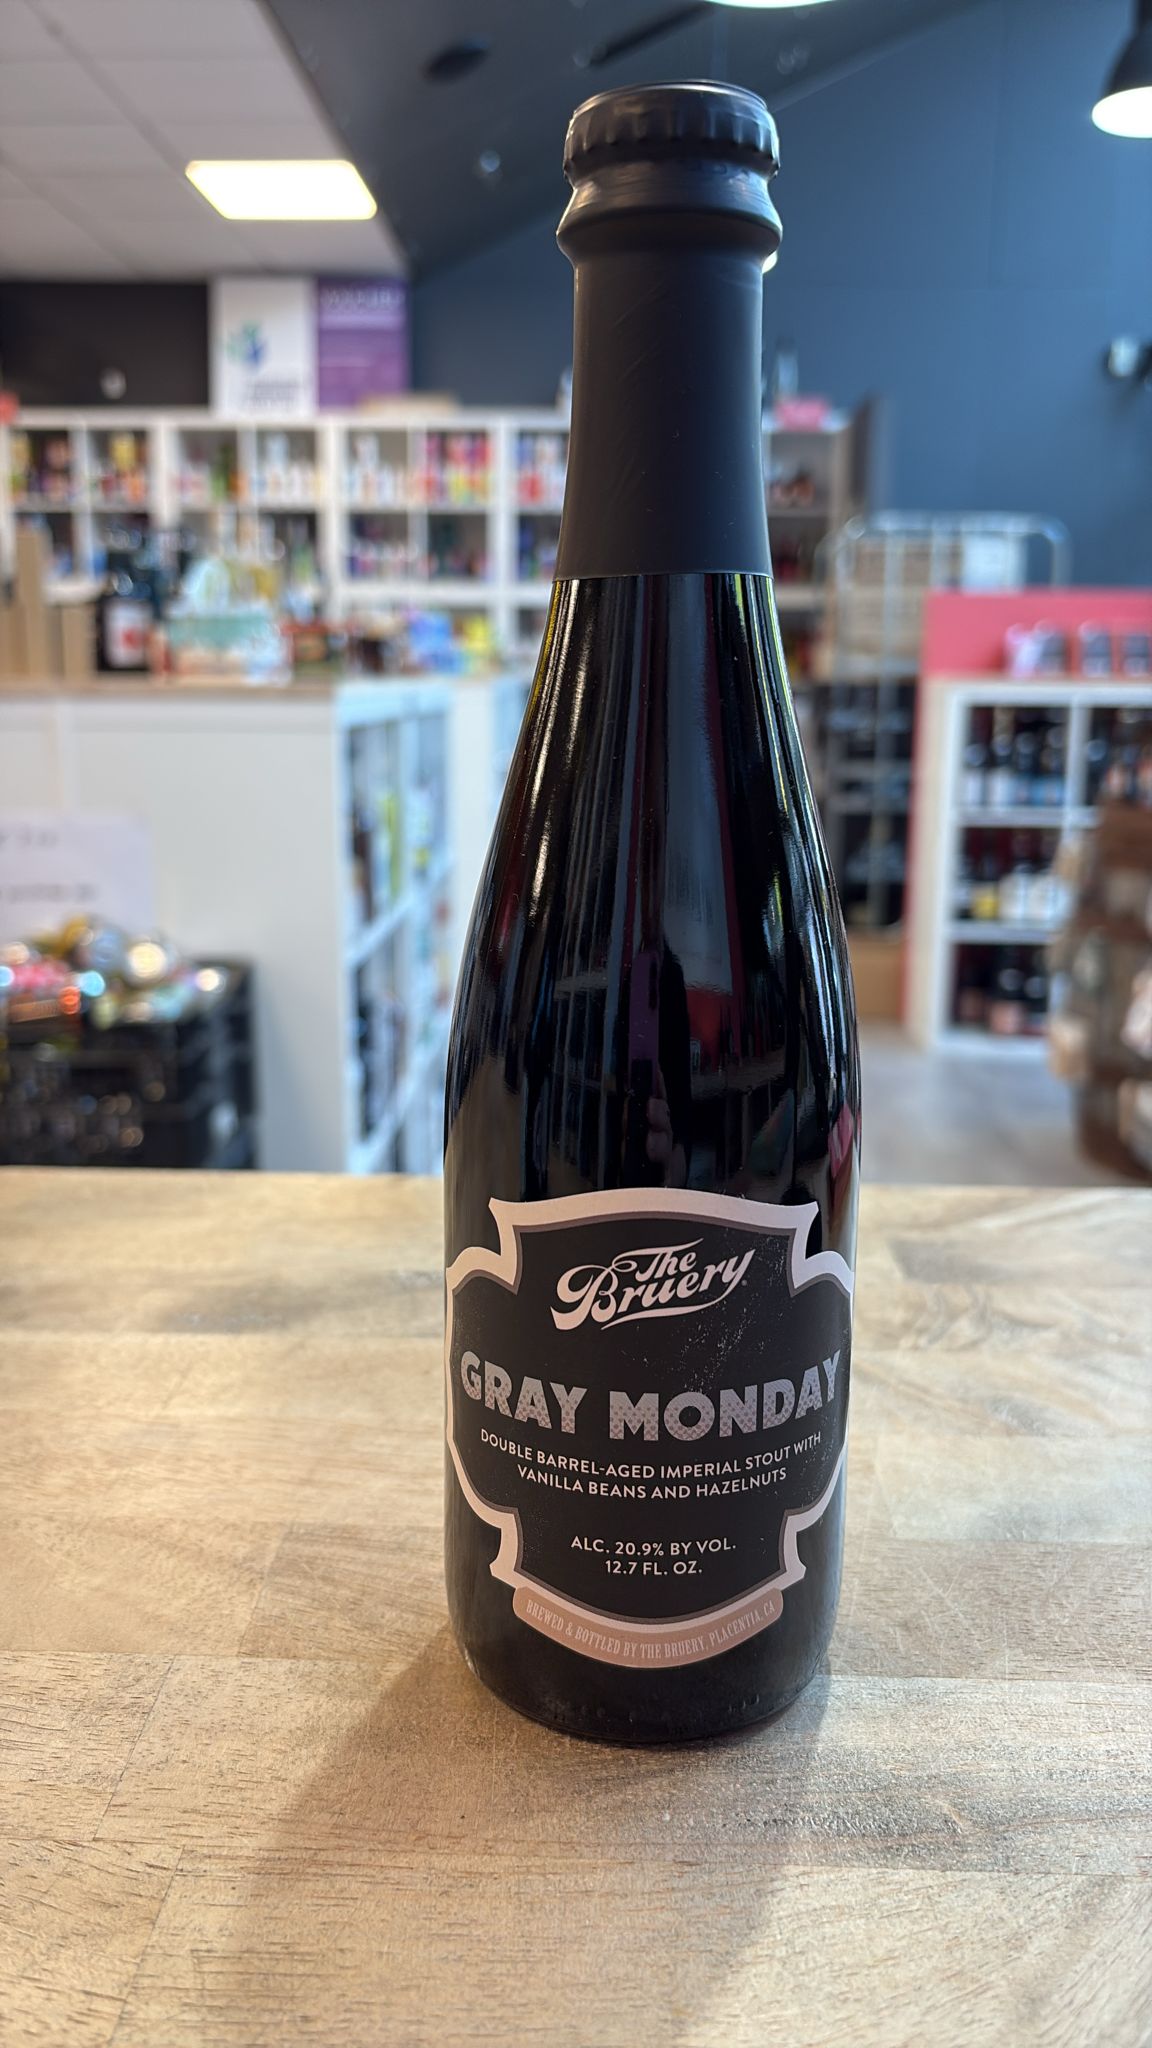 The
Bruery
GRAY MONDAY
DOUBLE BARREL-AGED IMPERIAL STOUT WITH
VANILLA BEANS AND HAZELNUTS
ALC. 20.9% BY VOL.
12.7 FL. OZ.
BREWED & BOTTLED BY THE BRUERY, PLACENTIA, CA